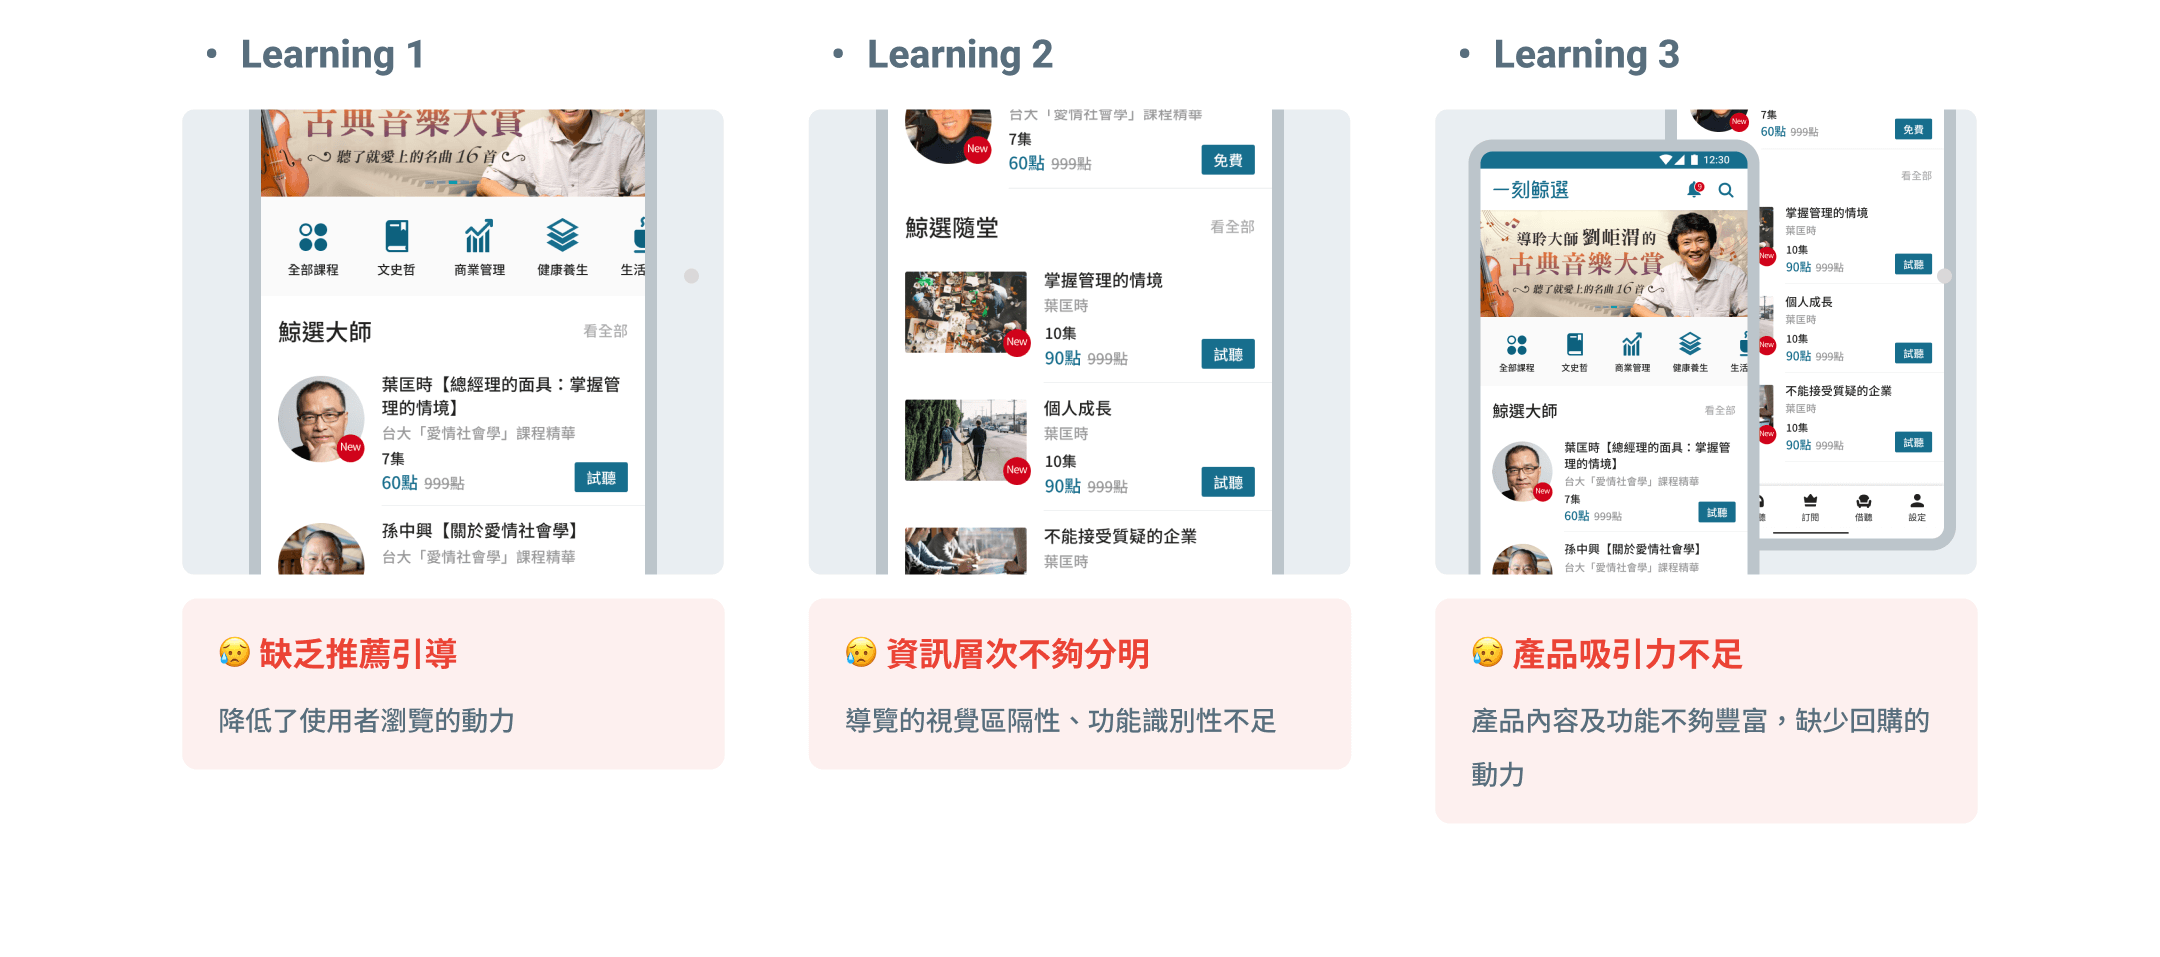 • Learning 1
古典音樂大賞
聽了就愛上的名曲16首
全部課程
文史哲
商業管理
健康養生
生活
鯨選大師
看全部
葉匡時【總經理的面具：掌握管
理的情境】
台大「愛情社會學」課程精華
7集
60點 999點
試聽
New
孫中興【關於愛情社會學】
台大「愛情社會學」課程精華
缺乏推薦引導
降低了使用者瀏覽的動力
• Learning 2
台大「愛情社會學」課程精華
7集
60點 999點
免費
New
鯨選隨堂
看全部
掌握管理的情境
葉匡時
10集
90點 999點
試聽
New
個人成長
葉匡時
10集
90點 999點
試聽
New
不能接受質疑的企業
葉匡時
資訊層次不夠分明
導覽的視覺區隔性、功能識別性不足
• Learning 3
12:30
一刻鯨選
9
導聆大師 劉岠渭的
古典音樂大賞
聽了就愛上的名曲16首
全部課程
文史哲
商業管理
健康養生
生活
鯨選大師
看全部
葉匡時【總經理的面具：掌握管
理的情境】
台大「愛情社會學」課程精華
7集
60點 999點
試聽
New
孫中興【關於愛情社會學】
台大「愛情社會學」課程精華
7集
60點 999點
免費
New
看全部
掌握管理的情境
葉匡時
10集
90點 999點
試聽
New
個人成長
葉匡時
10集
90點 999點
試聽
New
不能接受質疑的企業
葉匡時
10集
90點 999點
試聽
New
聽
訂閱
借聽
設定
產品吸引力不足
產品內容及功能不夠豐富，缺少回購的
動力